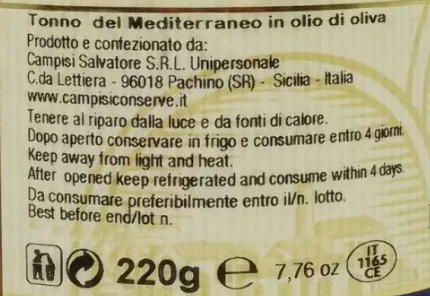 Tonno del Mediterraneo in olio di oliva
Prodotto e confezionato da:
Campisi Salvatore S.R.L. Unipersonale
C.da Lettiera - 96018 Pachino (SR) - Sicilia - Italia
www.campisiconserve.it
Tenere al riparo dalla luce e da fonti di calore.
Dopo aperto conservare in frigo e consumare entro 4 giorni.
Keep away from light and heat.
After opened keep refrigerated and consume within 4 days.
Da consumare preferibilmente entro il/n. lotto.
Best before end/lot n.
220g e 7,76 oz
IT
1165
CE